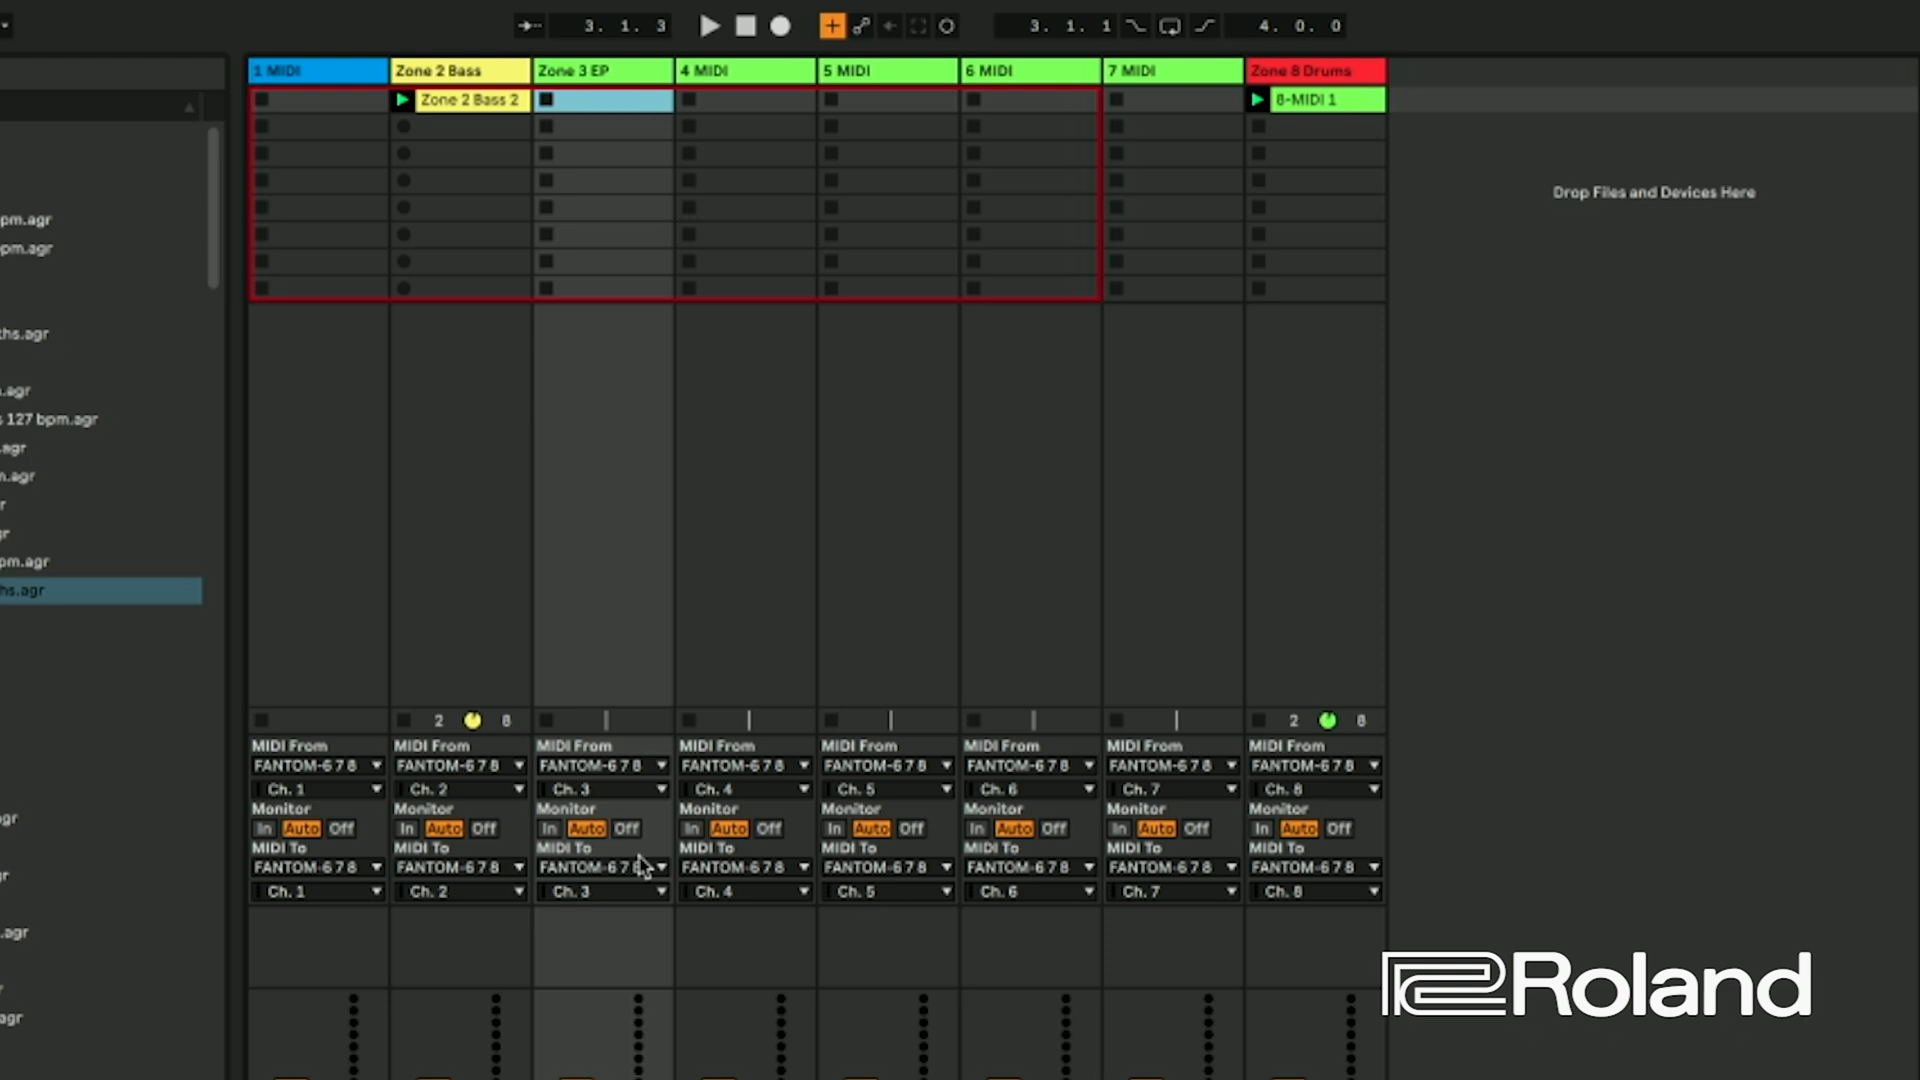 3. 1. 3
3. 1. 1
4. 0. 0
1 MIDI
Zone 2 Bass
Zone 3 EP
4 MIDI
5 MIDI
6 MIDI
7 MIDI
Zone 8 Drums
Zone 2 Bass 2
8-MIDI 1
Drop Files and Devices Here
pm.agr
pm.agr
ths.agr
.agr
s 127 bpm.agr
.agr
m.agr
r
gr
pm.agr
hs.agr
gr
r
.agr
r
agr
2 8
2 8
MIDI From MIDI From MIDI From MIDI From MIDI From MIDI From MIDI From MIDI From
FANTOM-6 7 8 FANTOM-6 7 8 FANTOM-6 7 8 FANTOM-6 7 8 FANTOM-6 7 8 FANTOM-6 7 8 FANTOM-6 7 8 FANTOM-6 7 8
Ch. 1 Ch. 2 Ch. 3 Ch. 4 Ch. 5 Ch. 6 Ch. 7 Ch. 8
Monitor Monitor Monitor Monitor Monitor Monitor Monitor Monitor
In Auto Off In Auto Off In Auto Off In Auto Off In Auto Off In Auto Off In Auto Off In Auto Off
MIDI To MIDI To MIDI To MIDI To MIDI To MIDI To MIDI To MIDI To
FANTOM-6 7 8 FANTOM-6 7 8 FANTOM-6 7 8 FANTOM-6 7 8 FANTOM-6 7 8 FANTOM-6 7 8 FANTOM-6 7 8 FANTOM-6 7 8
Ch. 1 Ch. 2 Ch. 3 Ch. 4 Ch. 5 Ch. 6 Ch. 7 Ch. 8
Roland